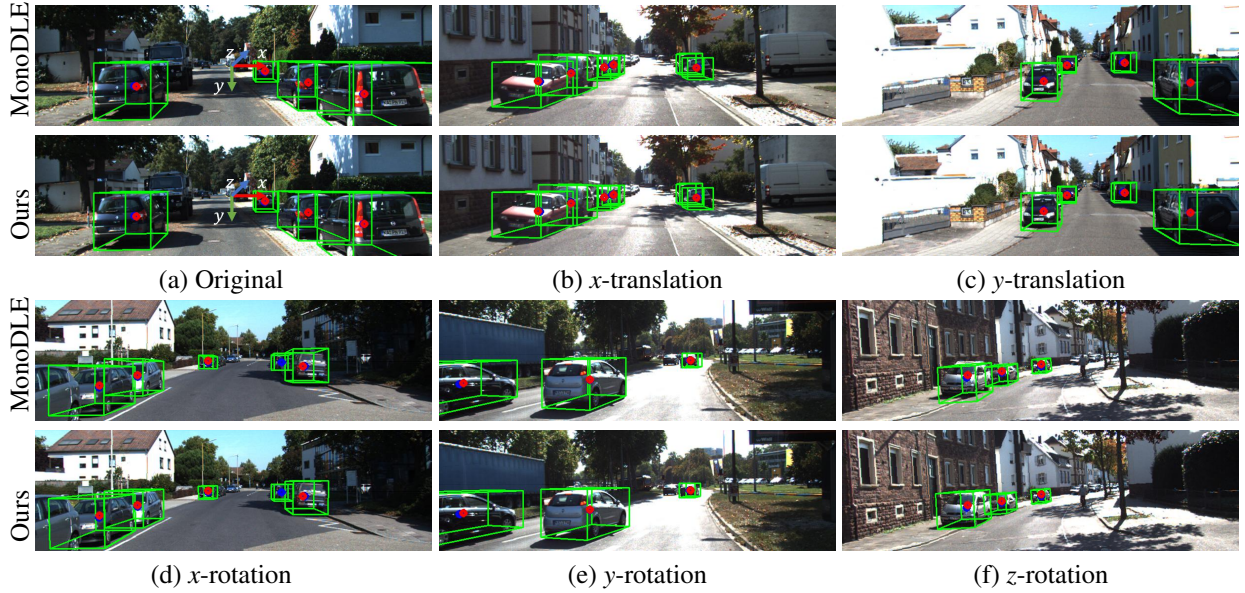 MonoDLE
z x
y
Ours
z x
y
(a) Original
(b) x-translation
(c) y-translation
MonoDLE
Ours
(d) x-rotation
(e) y-rotation
(f) z-rotation